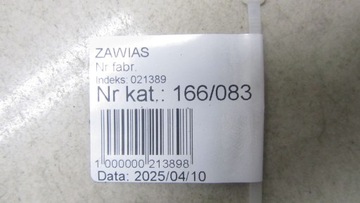 ZAWIAS
Nr fabr.
Indeks: 021389
Nr kat.: 166/083
1 000000 213898
Data: 2025/04/10